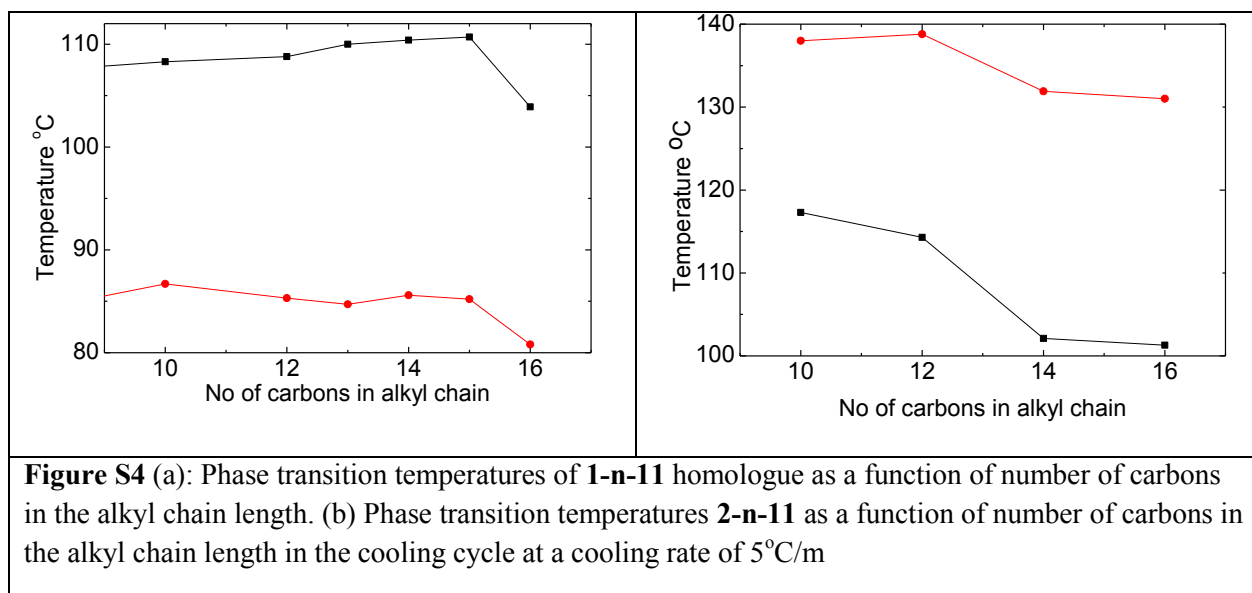 110
100
90
80
Temperature °C
10
12
14
16
No of carbons in alkyl chain
140
130
120
110
100
Temperature °C
10
12
14
16
No of carbons in alkyl chain
Figure S4 (a): Phase transition temperatures of 1-n-11 homologue as a function of number of carbons
in the alkyl chain length. (b) Phase transition temperatures 2-n-11 as a function of number of carbons in
the alkyl chain length in the cooling cycle at a cooling rate of 5°C/m